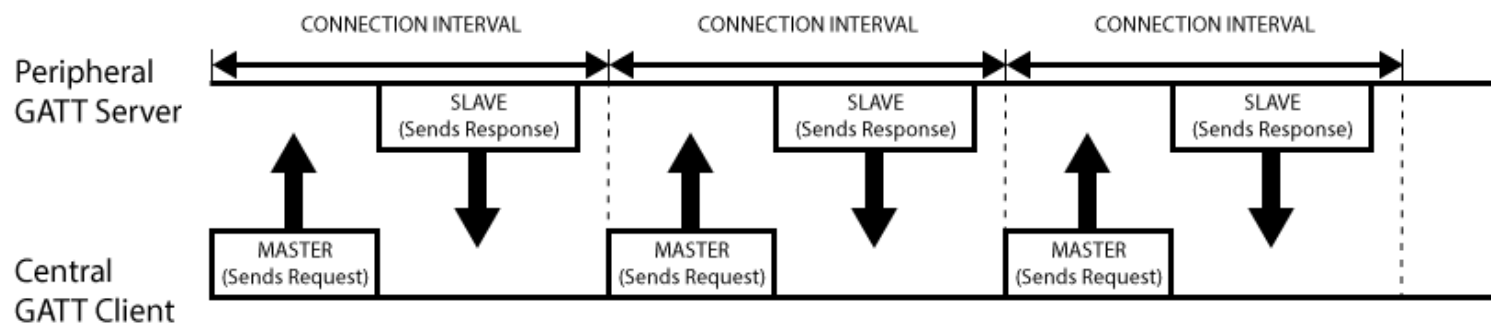 CONNECTION INTERVAL
CONNECTION INTERVAL
CONNECTION INTERVAL
Peripheral
GATT Server
SLAVE
(Sends Response)
SLAVE
(Sends Response)
SLAVE
(Sends Response)
MASTER
(Sends Request)
MASTER
(Sends Request)
MASTER
(Sends Request)
Central
GATT Client